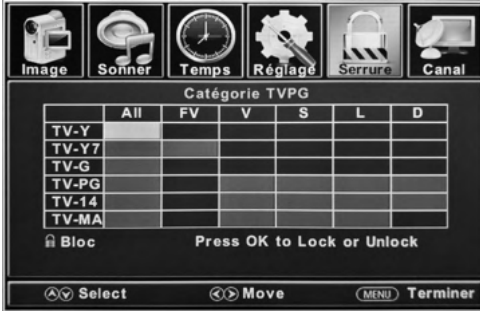 Image Sonner Temps Réglage Serrure Canal
Catégorie TVPG
All FV V S L D
TV-Y
TV-Y7
TV-G
TV-PG
TV-14
TV-MA
Bloc Press OK to Lock or Unlock
Select Move MENU Terminer